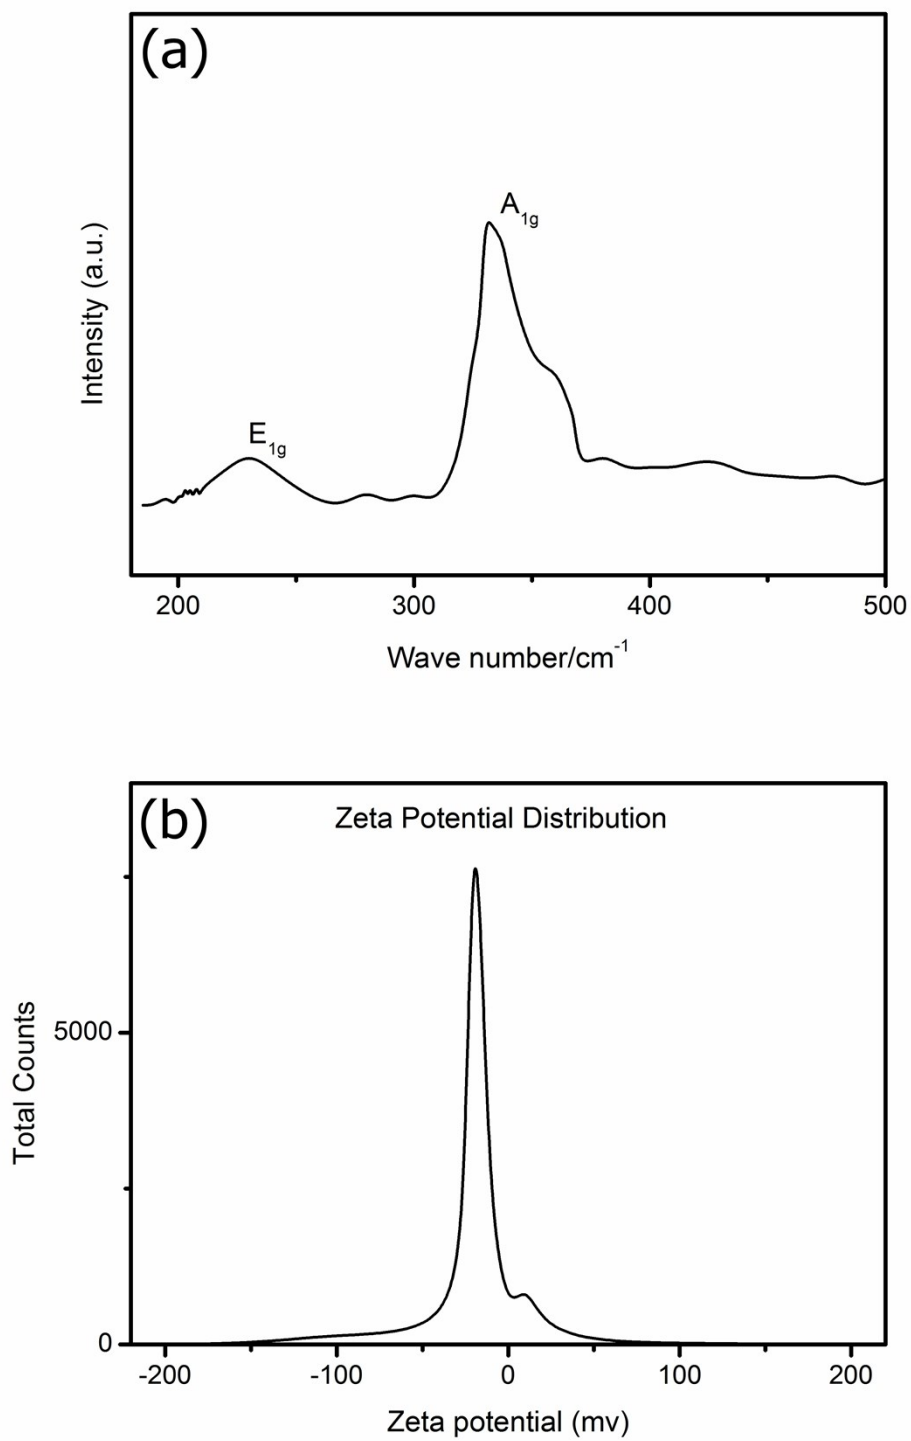 (a)
A1g
E1g
Intensity (a.u.)
200 300 400 500
Wave number/cm-1
(b)
Zeta Potential Distribution
Total Counts
5000
0
-200 -100 0 100 200
Zeta potential (mv)